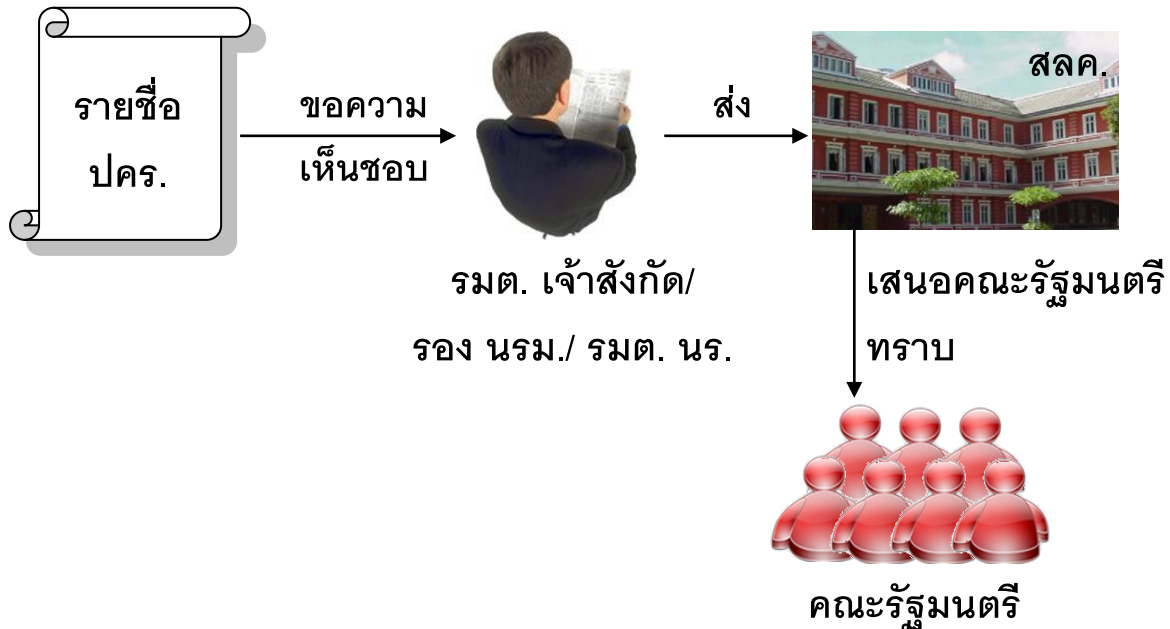 รายชื่อ
ปคร.
ขอความ
เห็นชอบ
ส่ง
สลค.
รมต. เจ้าสังกัด/
รอง นรม./ รมต. นร.
เสนอคณะรัฐมนตรี
ทราบ
คณะรัฐมนตรี